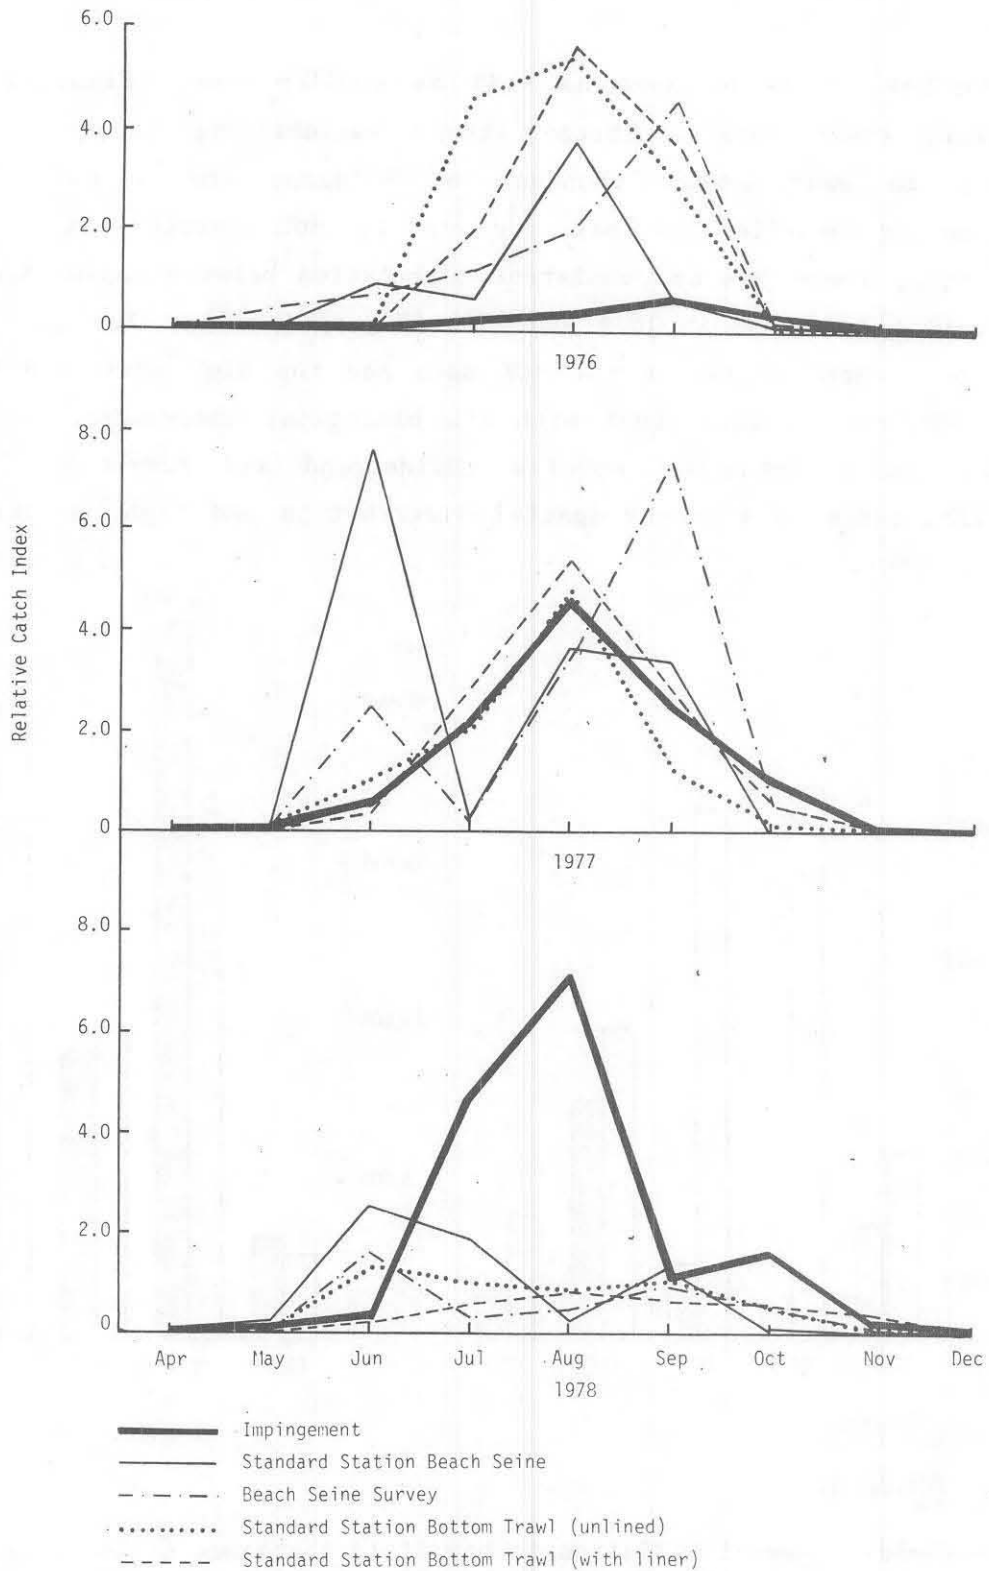 6.0
4.0
2.0
0
1976
8.0
6.0
4.0
2.0
0
1977
Relative Catch Index
8.0
6.0
4.0
2.0
0
Apr May Jun Jul Aug Sep Oct Nov Dec
1978
Impingement
Standard Station Beach Seine
Beach Seine Survey
Standard Station Bottom Trawl (unlined)
Standard Station Bottom Trawl (with liner)